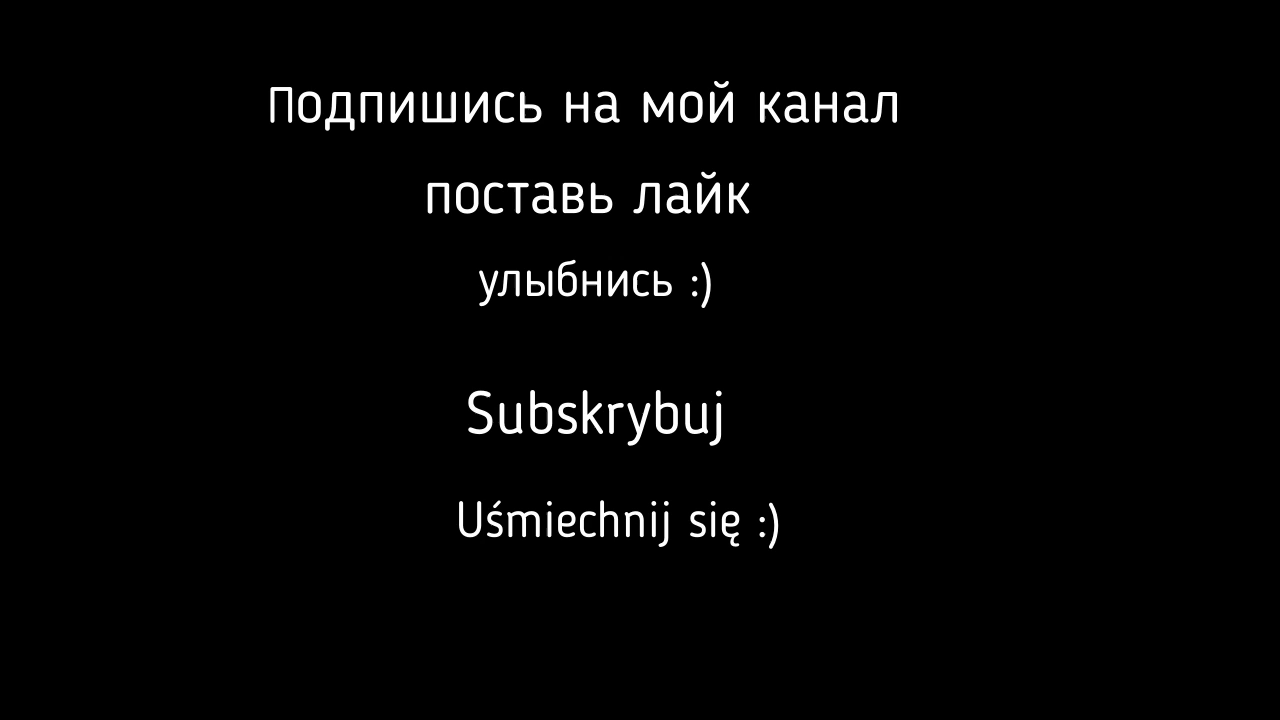 Подпишись на мой канал
поставь лайк
улыбнись :)
Subskrybuj
Uśmiechnij się :)